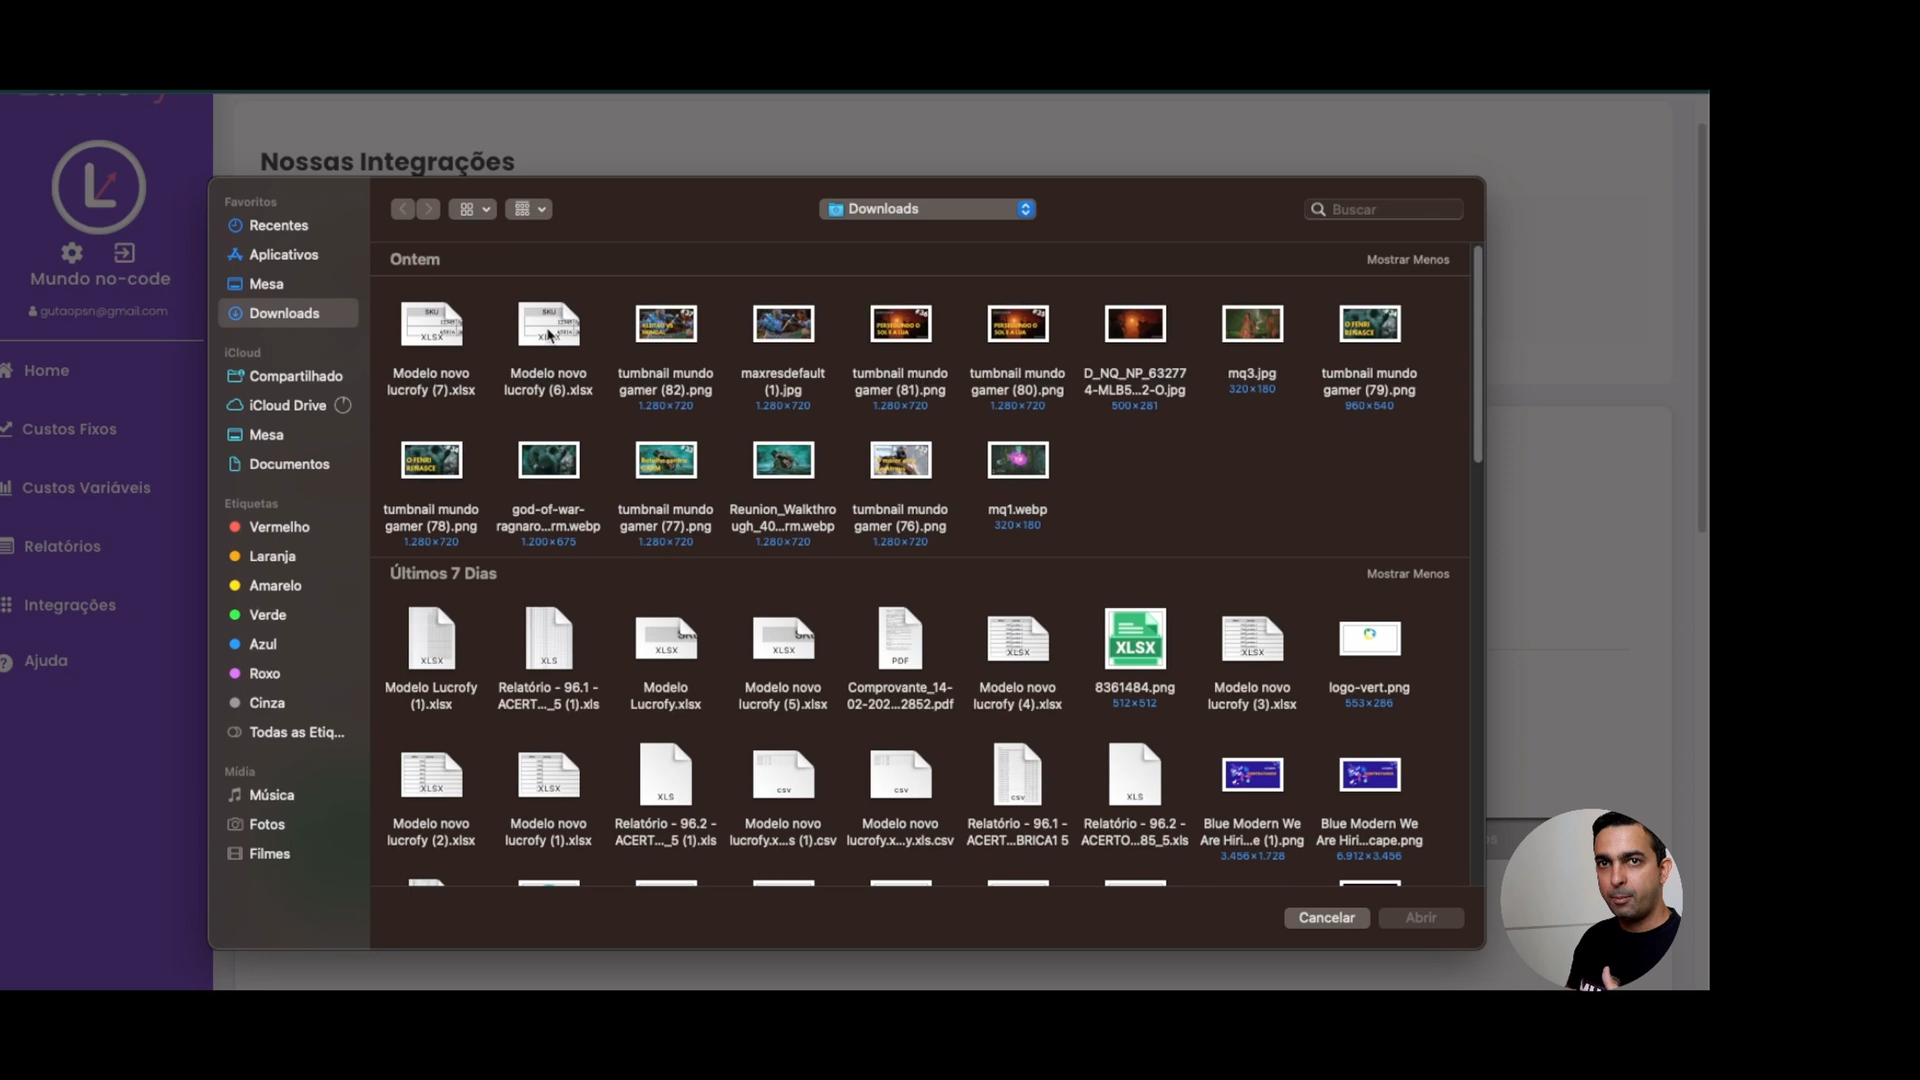 Nossas Integrações
Mundo no-code
gutaopsn@gmail.com
Home
Custos Fixos
Custos Variáveis
Relatórios
Integrações
Ajuda
Favoritos
Recentes
Aplicativos
Mesa
Downloads
iCloud
Compartilhado
iCloud Drive
Mesa
Documentos
Etiquetas
Vermelho
Laranja
Amarelo
Verde
Azul
Roxo
Cinza
Todas as Etiq...
Mídia
Música
Fotos
Filmes
Downloads
Buscar
Ontem
Mostrar Menos
Modelo novo lucrofy (7).xlsx
Modelo novo lucrofy (6).xlsx
tumbnail mundo gamer (82).png
1.280×720
maxresdefault (1).jpg
1.280×720
tumbnail mundo gamer (81).png
1.280×720
tumbnail mundo gamer (80).png
1.280×720
D_NQ_NP_632774-MLB5...2-O.jpg
500×281
mq3.jpg
320×180
tumbnail mundo gamer (79).png
960×540
tumbnail mundo gamer (78).png
1.280×720
god-of-war-ragnaro...rm.webp
1.200×675
tumbnail mundo gamer (77).png
1.280×720
Reunion_Walkthrough_40...rm.webp
1.280×720
tumbnail mundo gamer (76).png
1.280×720
mq1.webp
320×180
Últimos 7 Dias
Mostrar Menos
Modelo Lucrofy (1).xlsx
Relatório - 96.1 - ACERT..._5 (1).xls
Modelo Lucrofy.xlsx
Modelo novo lucrofy (5).xlsx
Comprovante_14-02-202...2852.pdf
Modelo novo lucrofy (4).xlsx
8361484.png
512×512
Modelo novo lucrofy (3).xlsx
logo-vert.png
553×286
Modelo novo lucrofy (2).xlsx
Modelo novo lucrofy (1).xlsx
Relatório - 96.2 - ACERT..._5 (1).xls
Modelo novo lucrofy.x...s (1).csv
Modelo novo lucrofy.x...y.xls.csv
Relatório - 96.1 - ACERT...BRICA1 5
Relatório - 96.2 - ACERTO...85_5.xls
Blue Modern We Are Hiri...e (1).png
3.456×1.728
Blue Modern We Are Hiri...cape.png
6.912×3.456
Cancelar
Abrir